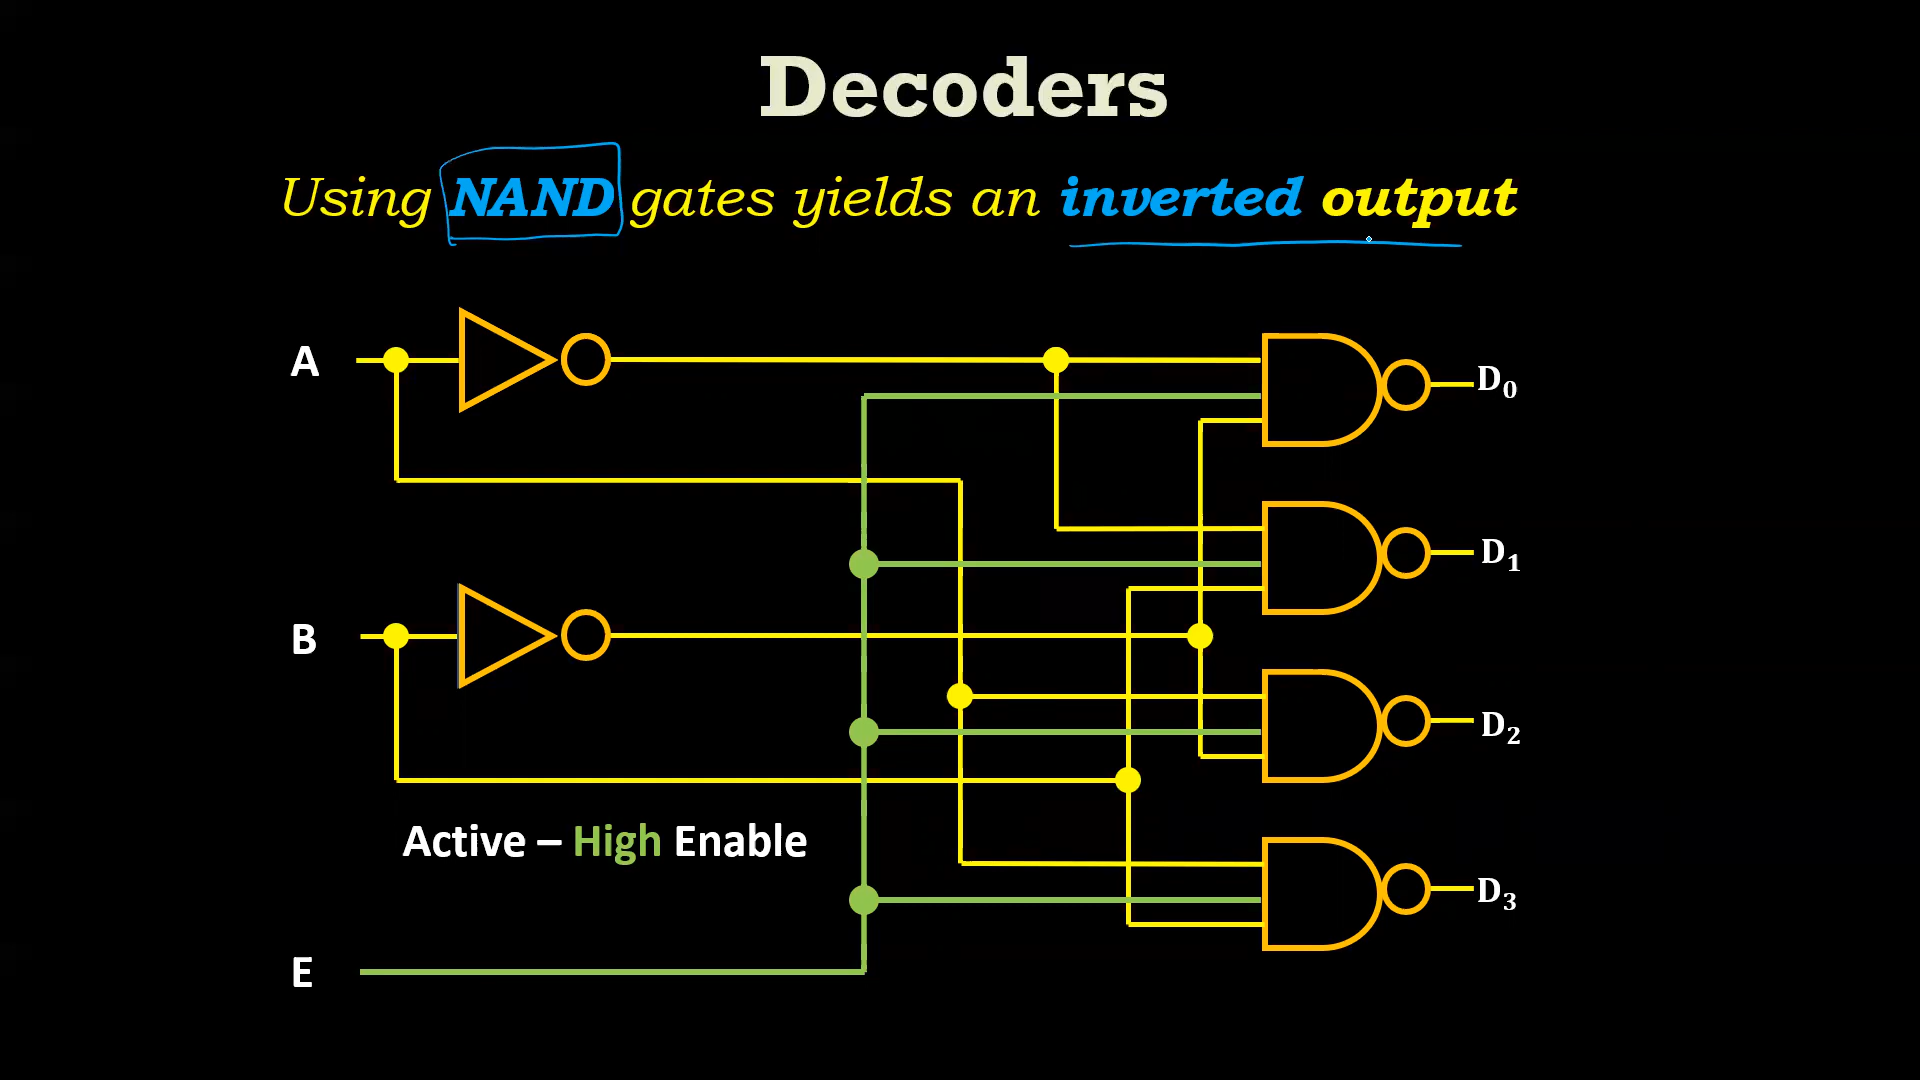 Decoders
Using NAND gates yields an inverted output
A
D₀
D₁
B
D₂
Active – High Enable
D₃
E